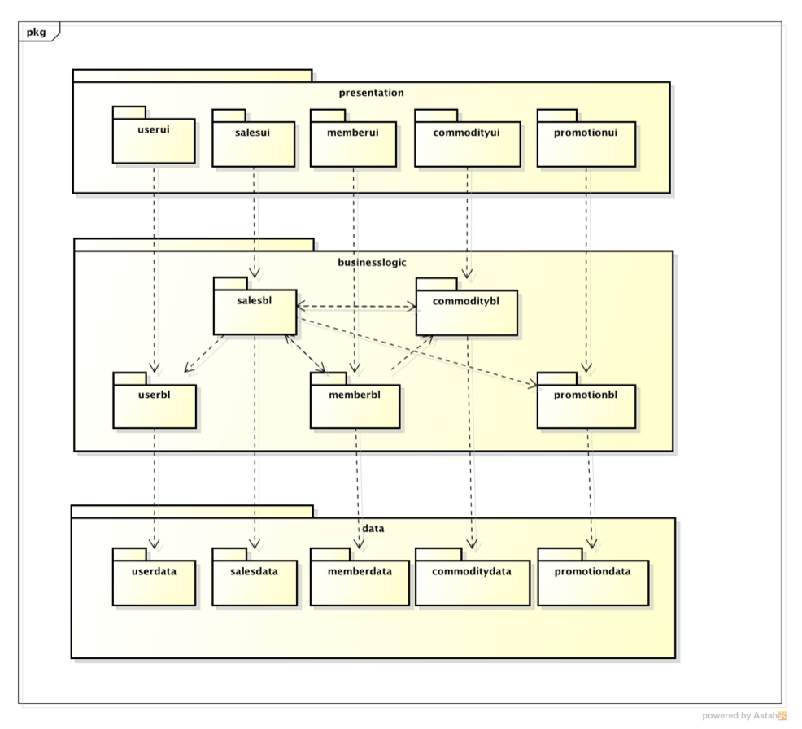 pkg
presentation
userui
salesui
memberui
commodityui
promotionui
businesslogic
salesbl
commoditybl
userbl
memberbl
promotionbl
data
userdata
salesdata
memberdata
commoditydata
promotiondata
powered by Astah